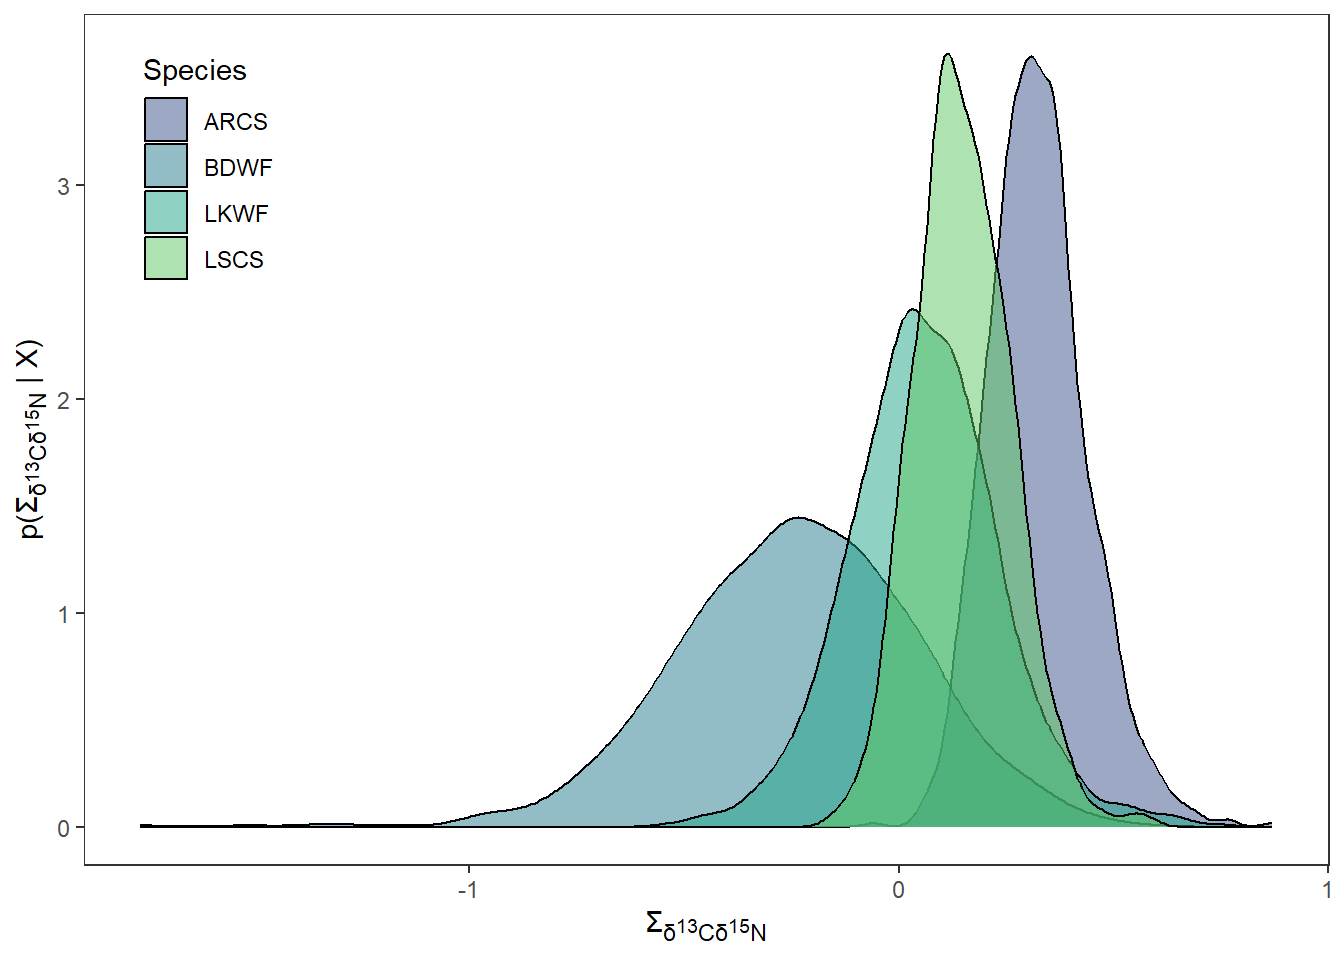 Species
ARCS
BDWF
LKWF
LSCS
p(Σδ¹³Cδ¹⁵N | X)
3
2
1
0
-1
0
1
Σδ¹³Cδ¹⁵N